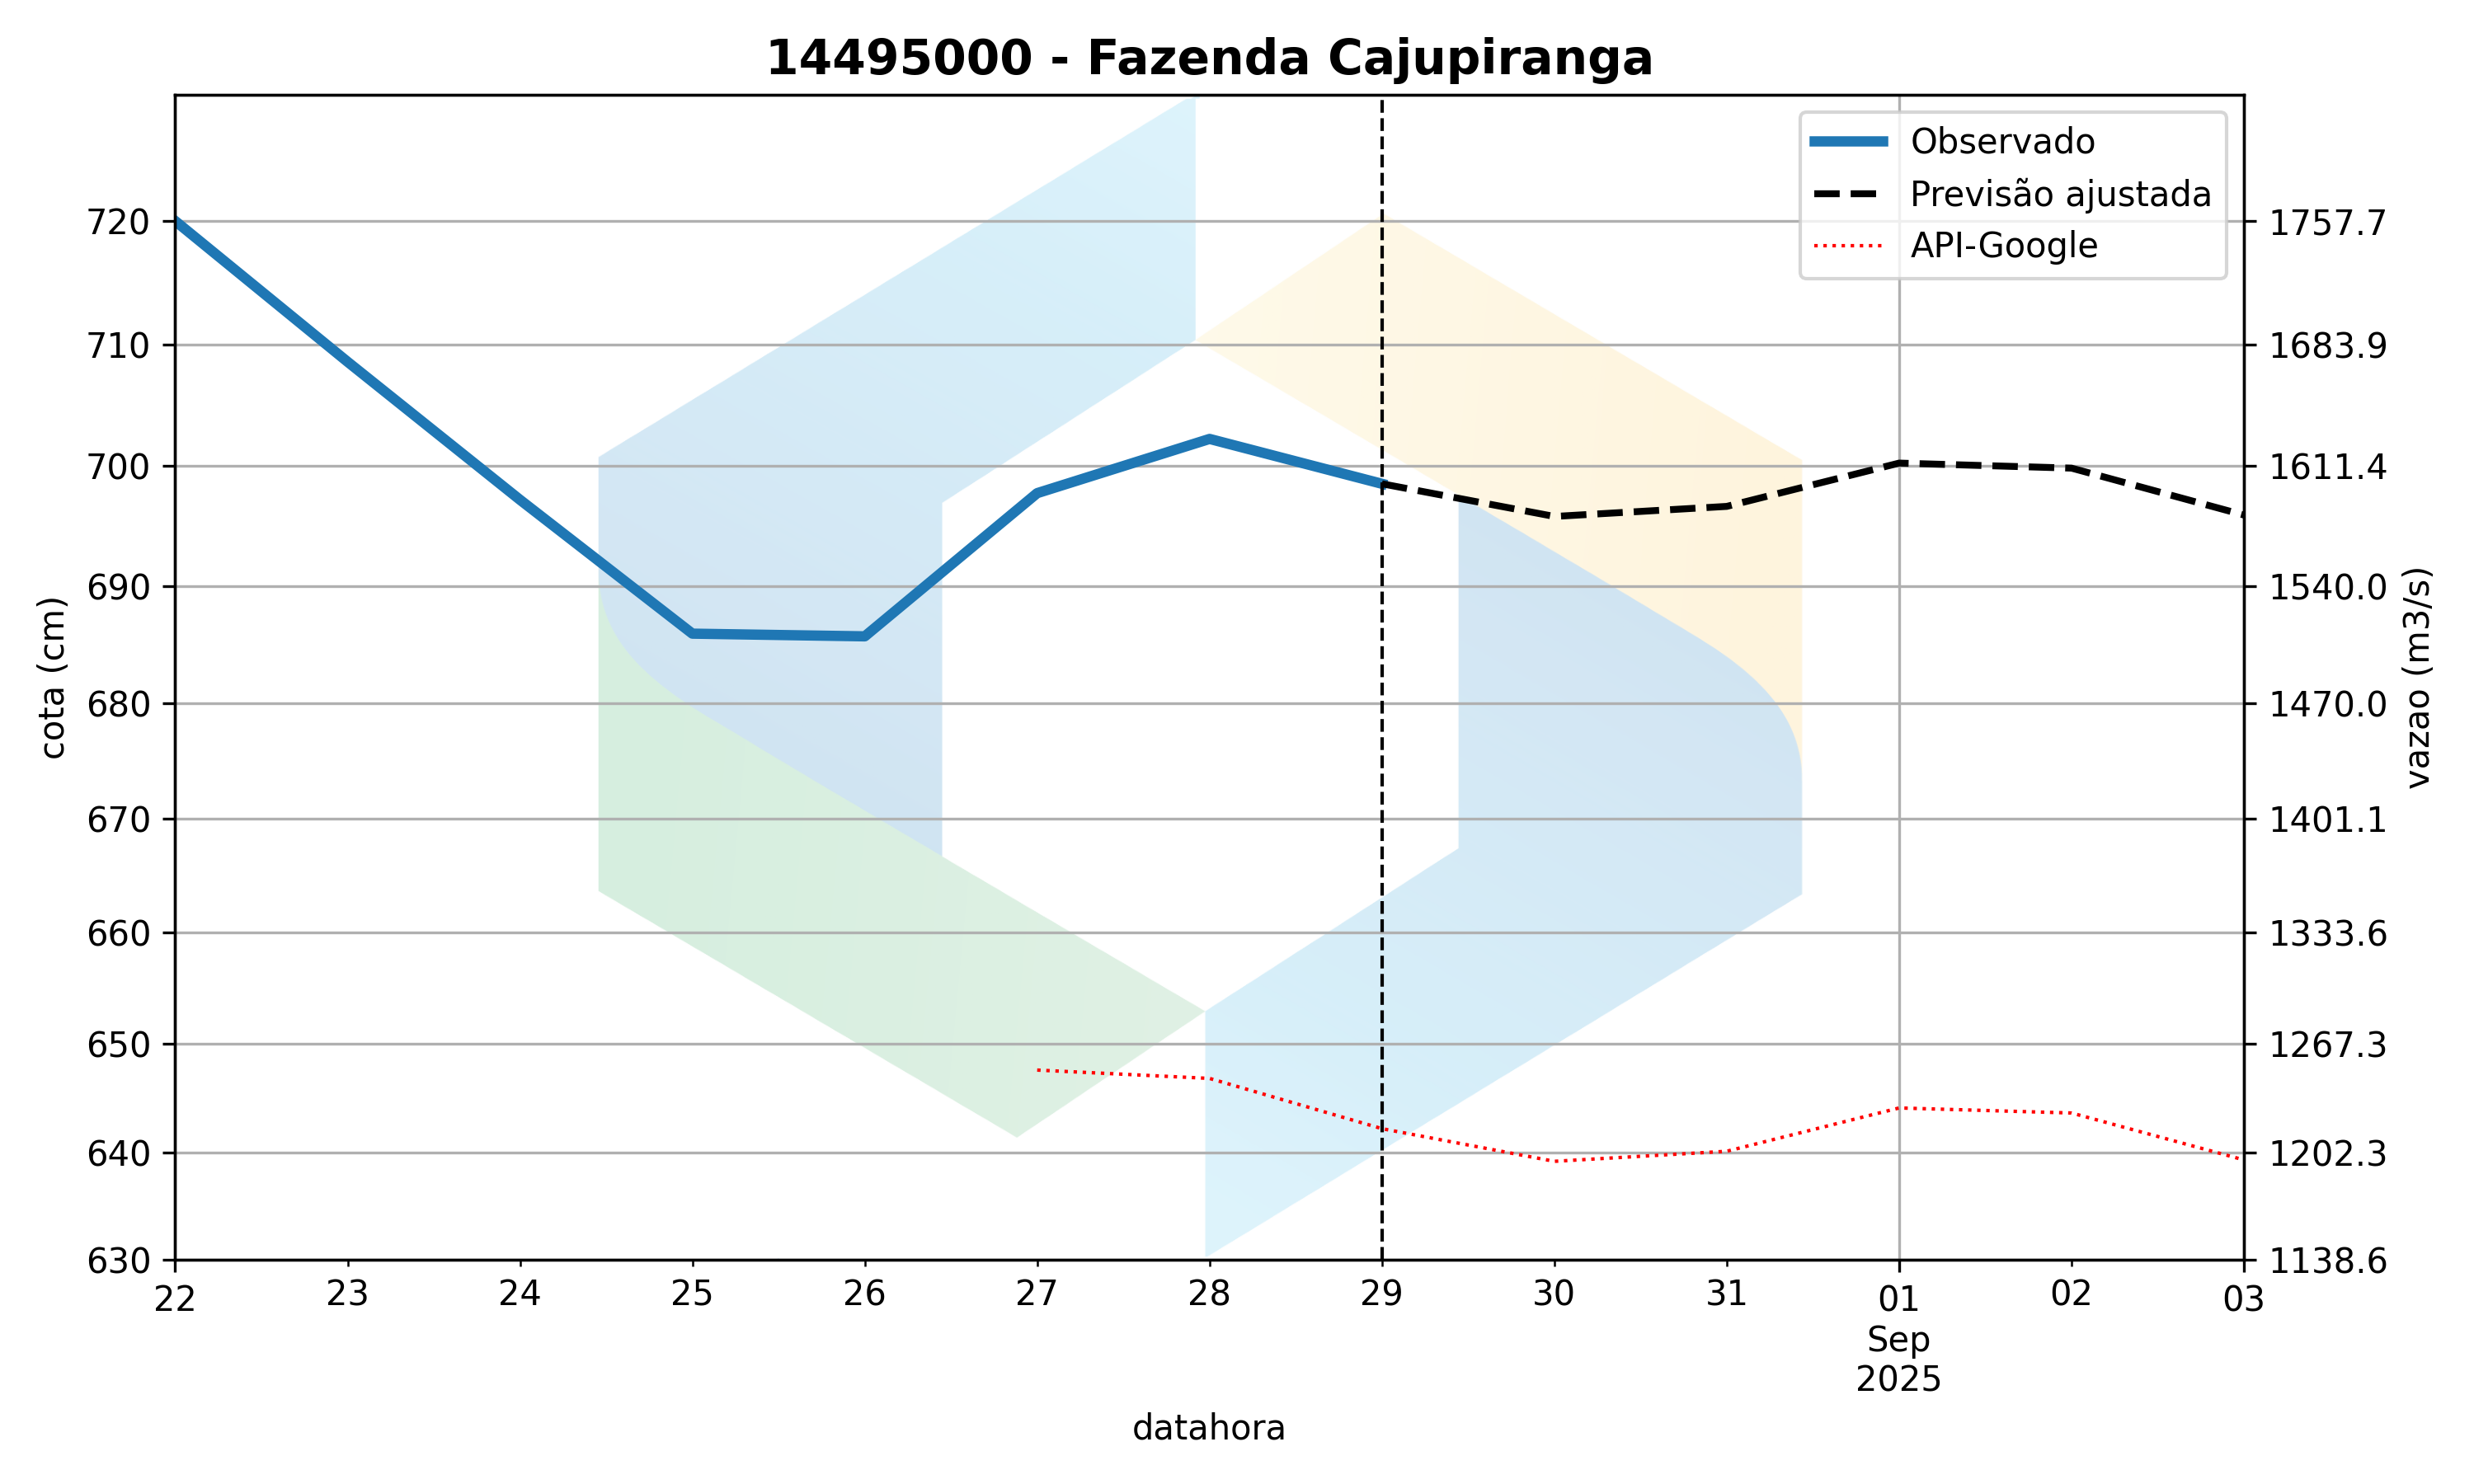 14495000 - Fazenda Cajupiranga
Observado
Previsão ajustada
API-Google
720
710
700
690
680
670
660
650
640
630
cota (cm)
1757.7
1683.9
1611.4
1540.0
1470.0
1401.1
1333.6
1267.3
1202.3
1138.6
vazao (m3/s)
22 23 24 25 26 27 28 29 30 31 01 02 03
Sep
2025
datahora